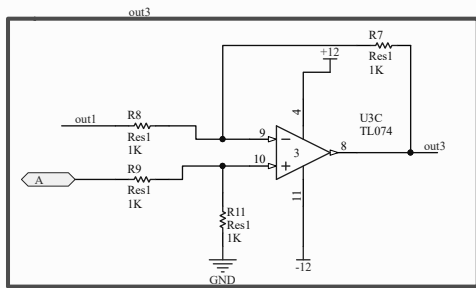 out3
R7
+12
Res1
1K
4
U3C
TL074
out1
R8
Res1
1K
9
3
8
out3
10
A
R9
Res1
1K
R11
Res1
1K
11
-12
GND